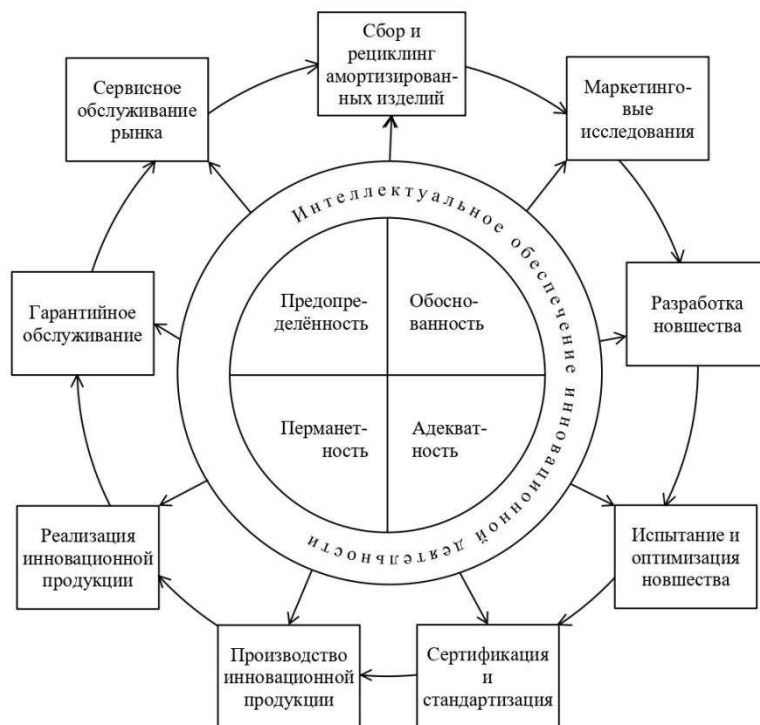 Сбор и
рециклинг
амортизирован-
ных изделий
Маркетинго-
вые
исследования
Разработка
новшества
Испытание и
оптимизация
новшества
Сертификация
и
стандартизация
Производство
инновационной
продукции
Реализация
инновационной
продукции
Гарантийное
обслуживание
Сервисное
обслуживание
рынка
Интеллектуальное обеспечение инновационной деятельности
Предопре-
делённость
Обосно-
ванность
Перманет-
ность
Адекват-
ность